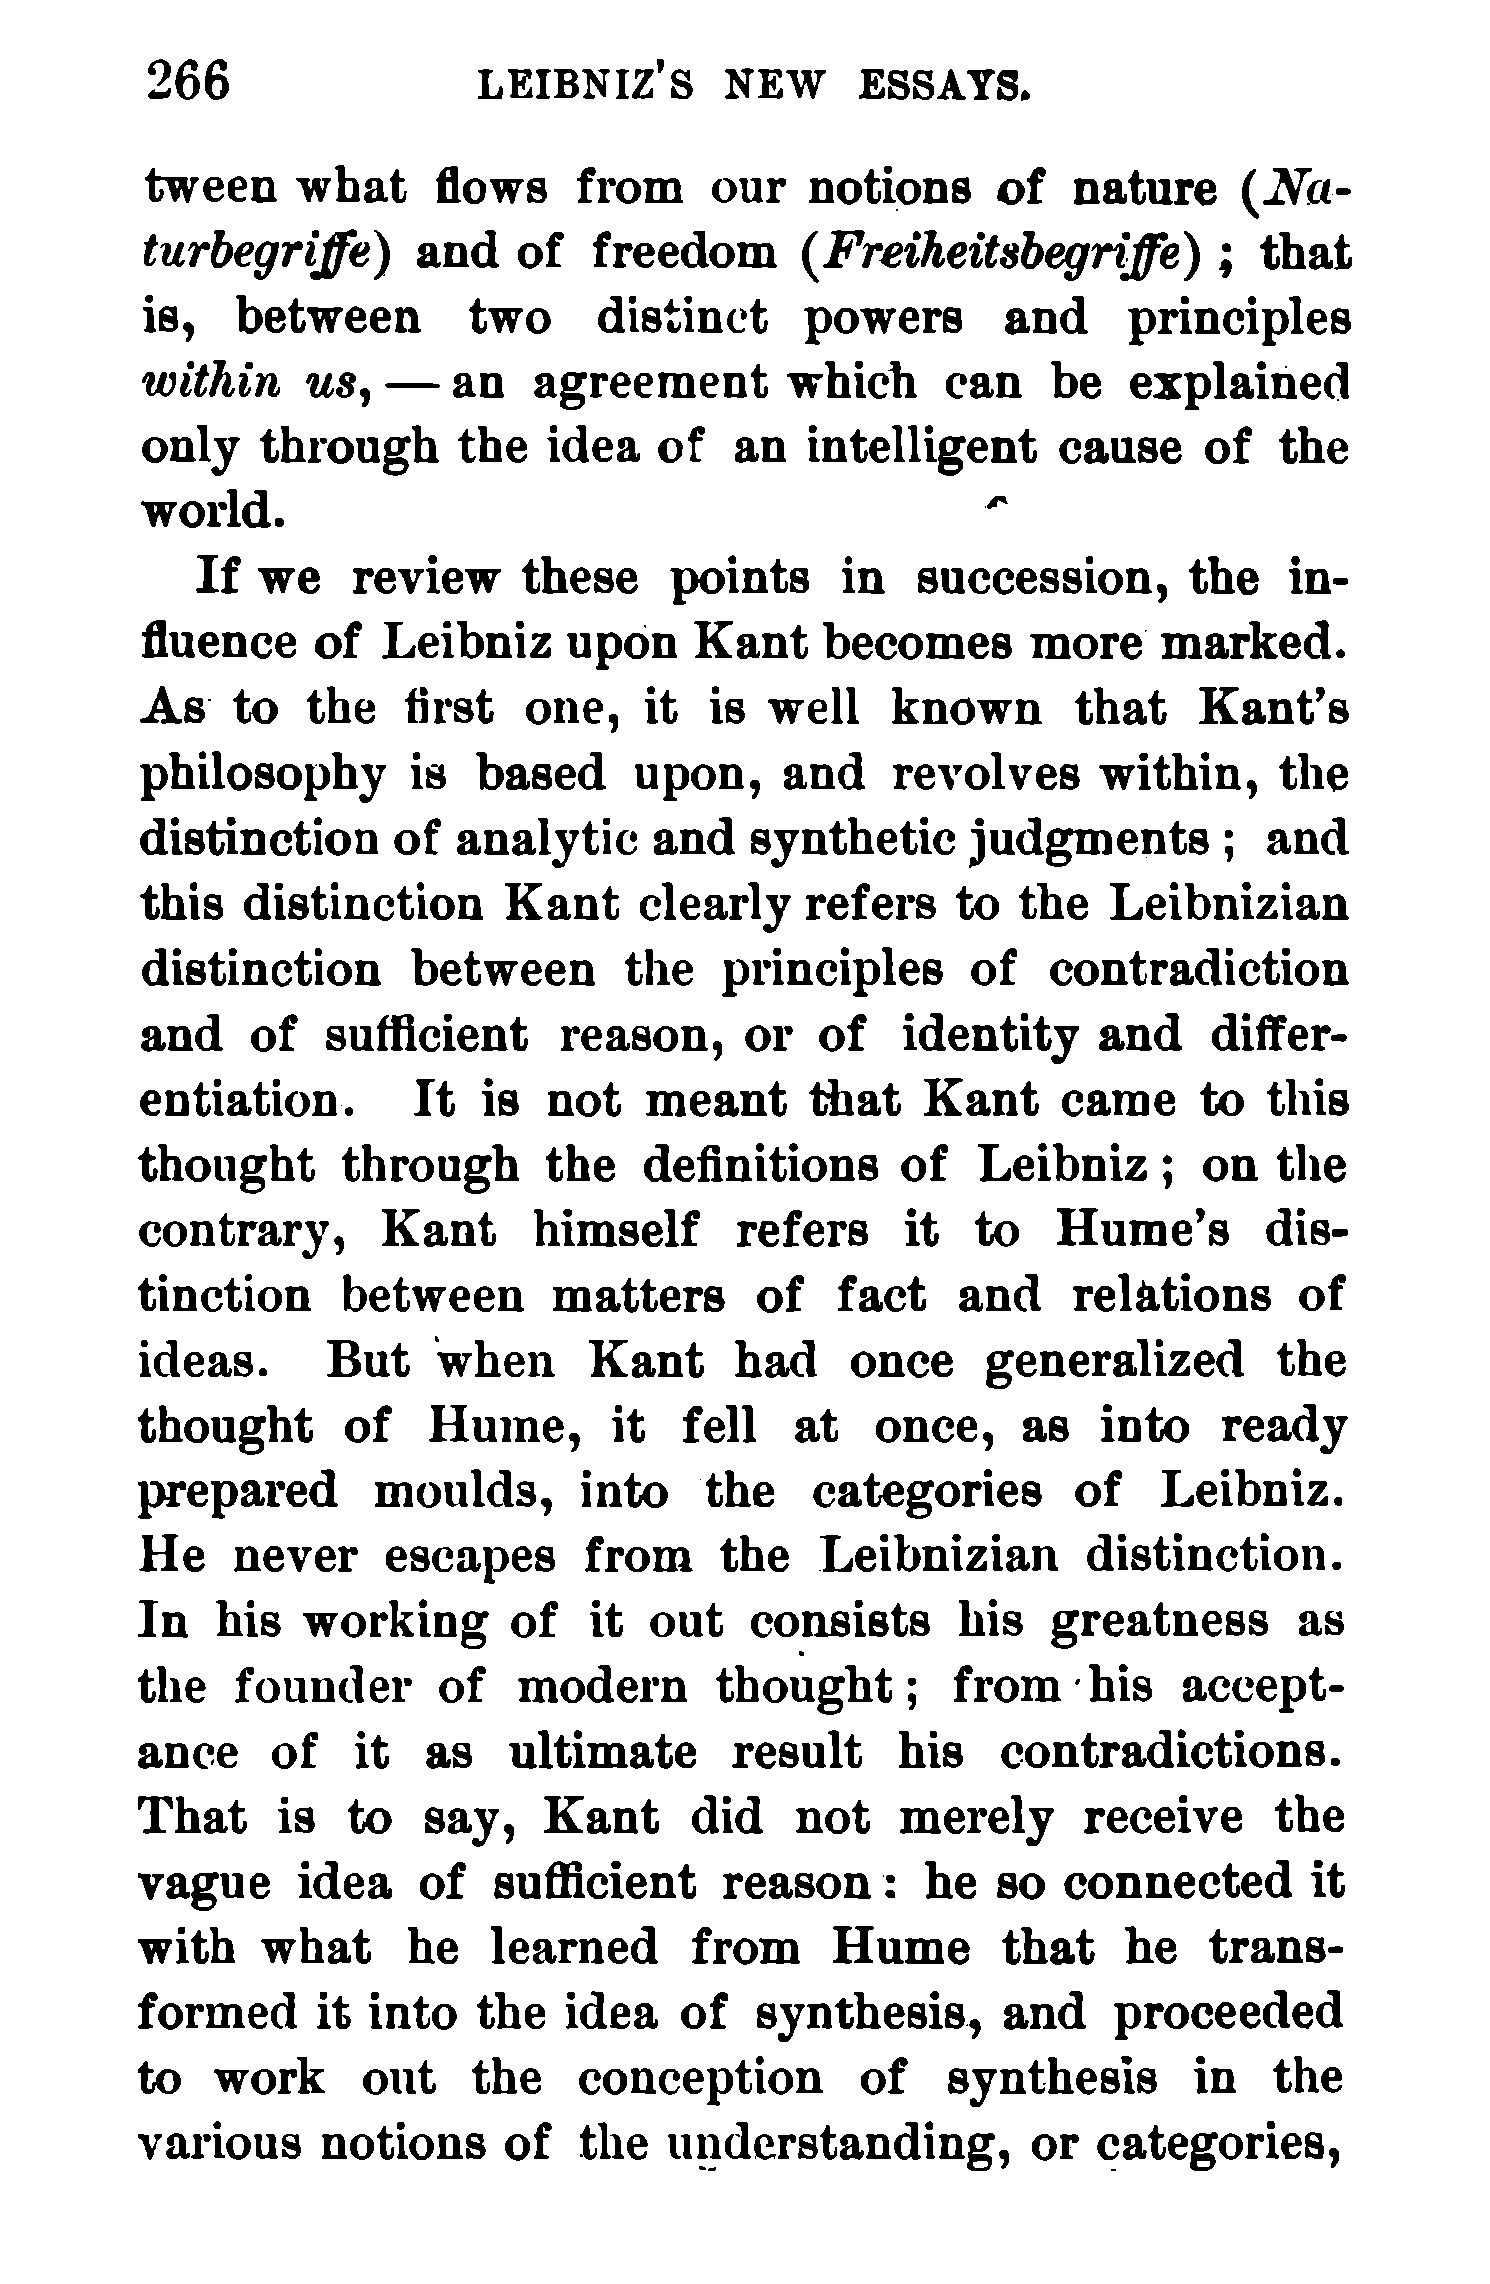 266 LEIBNIZ'S NEW ESSAYS.
tween what flows from our notions of nature (Na-
turbegriffe) and of freedom (Freiheitsbegriffe) ; that
is, between two distinct powers and principles
within us, — an agreement which can be explained
only through the idea of an intelligent cause of the
world.
If we review these points in succession, the in-
fluence of Leibniz upon Kant becomes more marked.
As to the first one, it is well known that Kant's
philosophy is based upon, and revolves within, the
distinction of analytic and synthetic judgments ; and
this distinction Kant clearly refers to the Leibnizian
distinction between the principles of contradiction
and of sufficient reason, or of identity and differ-
entiation. It is not meant that Kant came to this
thought through the definitions of Leibniz ; on the
contrary, Kant himself refers it to Hume's dis-
tinction between matters of fact and relations of
ideas. But when Kant had once generalized the
thought of Hume, it fell at once, as into ready
prepared moulds, into the categories of Leibniz.
He never escapes from the Leibnizian distinction.
In his working of it out consists his greatness as
the founder of modern thought ; from his accept-
ance of it as ultimate result his contradictions.
That is to say, Kant did not merely receive the
vague idea of sufficient reason : he so connected it
with what he learned from Hume that he trans-
formed it into the idea of synthesis, and proceeded
to work out the conception of synthesis in the
various notions of the understanding, or categories,